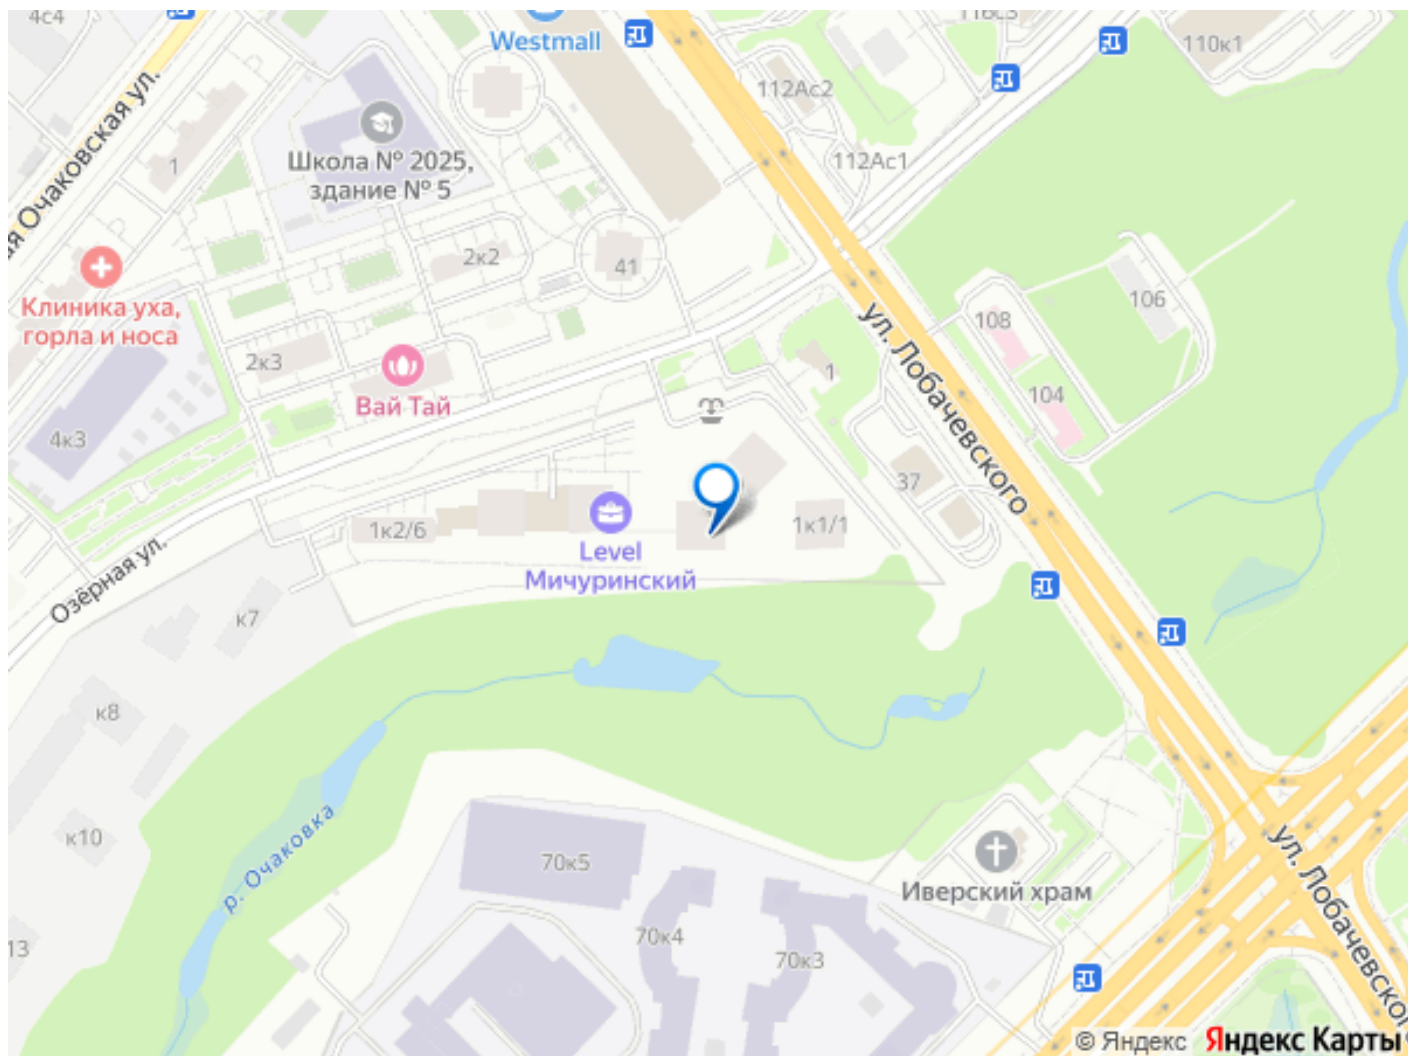 4с4
Westmall
116с3
110к1
112Ас2
112Ас1
Школа № 2025,
здание № 5
1
ая Очаковская ул.
2к2
41
Клиника уха,
горла и носа
2к3
Вай Тай
4к3
ул. Лобачевского
106
108
104
1
37
1к2/6
1к1/1
Level
Мичуринский
Озёрная ул.
к7
к8
к10
13
р. Очаковка
70к5
70к4
70к3
Иверский храм
ул. Лобачевско
© Яндекс Яндекс Карты